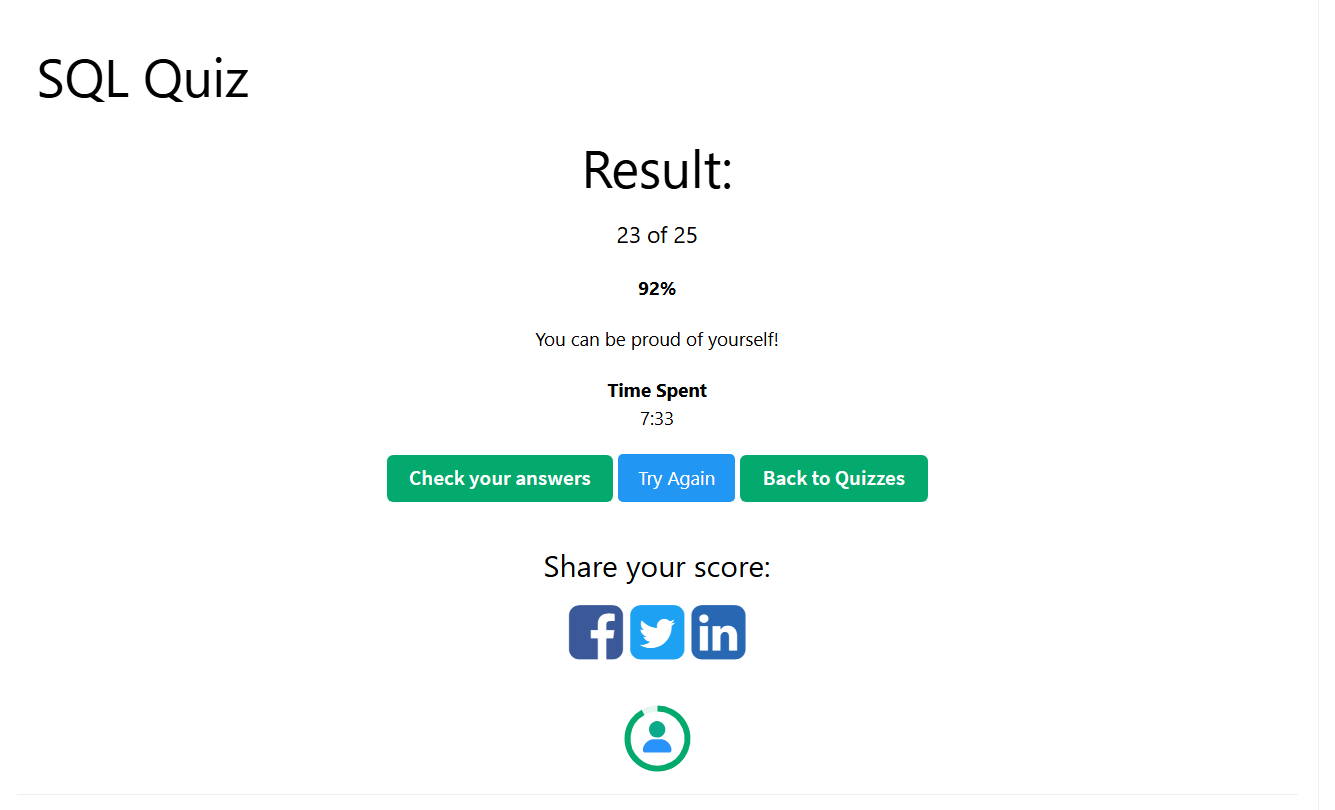 SQL Quiz
Result:
23 of 25
92%
You can be proud of yourself!
Time Spent
7:33
Check your answers Try Again Back to Quizzes
Share your score:
f in